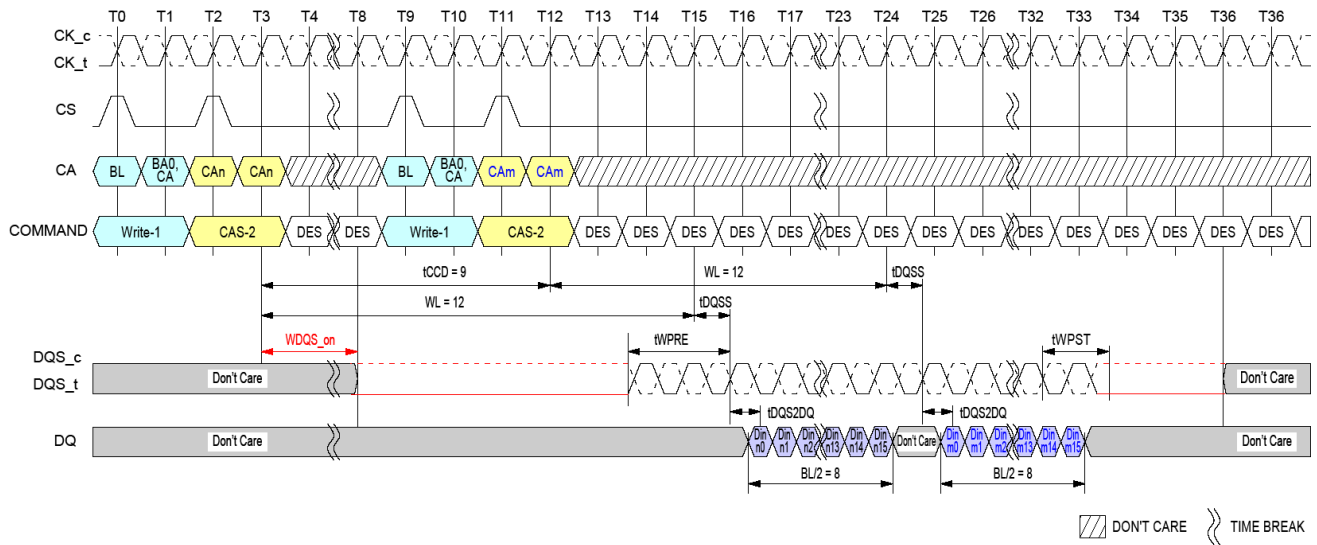 T0 T1 T2 T3 T4 T8 T9 T10 T11 T12 T13 T14 T15 T16 T17 T23 T24 T25 T26 T32 T33 T34 T35 T36 T36
CK_c
CK_t
CS
CA BL BA0, CA CAn CAn BL BA0, CA CAm CAm
COMMAND Write-1 CAS-2 DES DES Write-1 CAS-2 DES DES DES DES DES DES DES DES DES DES DES DES DES DES DES
tCCD = 9 WL = 12 tDQSS
WL = 12 tDQSS
WDQS_on tWPRE tWPST
DQS_c
DQS_t Don't Care Don't Care
tDQS2DQ tDQS2DQ
DQ Don't Care Din n0 Din n1 Din n2 Din n13 Din n14 Din n15 Don't Care Din m0 Din m1 Din m2 Din m13 Din m14 Din m15 Don't Care
BL/2 = 8 BL/2 = 8
DON'T CARE TIME BREAK